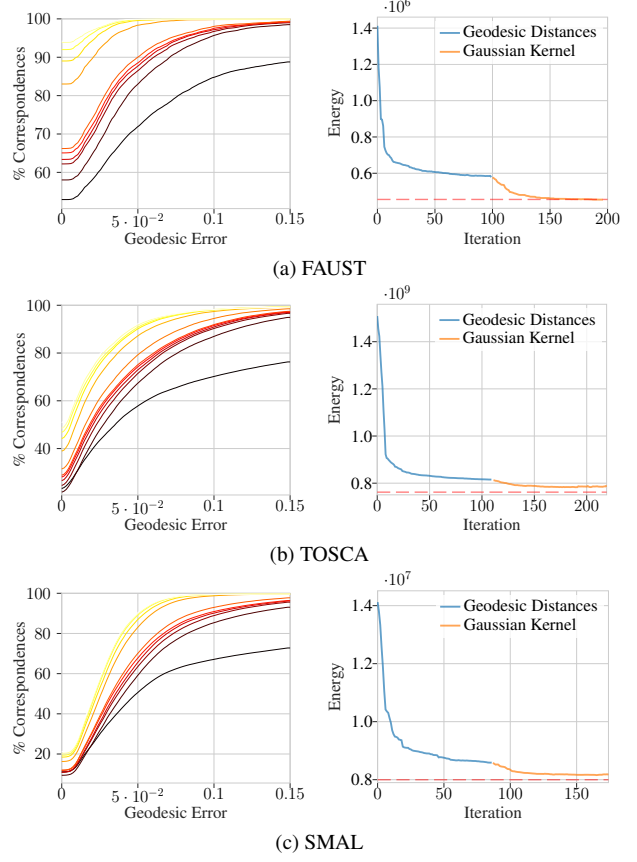 ·10^6
100
90
80
70
60
% Correspondences
0
5 · 10^−2
0.1
0.15
Geodesic Error
1.4
1.2
1
0.8
0.6
Energy
Geodesic Distances
Gaussian Kernel
0
50
100
150
200
Iteration
(a) FAUST
·10^9
100
80
60
40
% Correspondences
0
5 · 10^−2
0.1
0.15
Geodesic Error
1.4
1.2
1.0
0.8
Energy
Geodesic Distances
Gaussian Kernel
0
50
100
150
200
Iteration
(b) TOSCA
·10^7
100
80
60
40
20
% Correspondences
0
5 · 10^−2
0.1
0.15
Geodesic Error
1.4
1.2
1.0
0.8
Energy
Geodesic Distances
Gaussian Kernel
0
50
100
150
Iteration
(c) SMAL